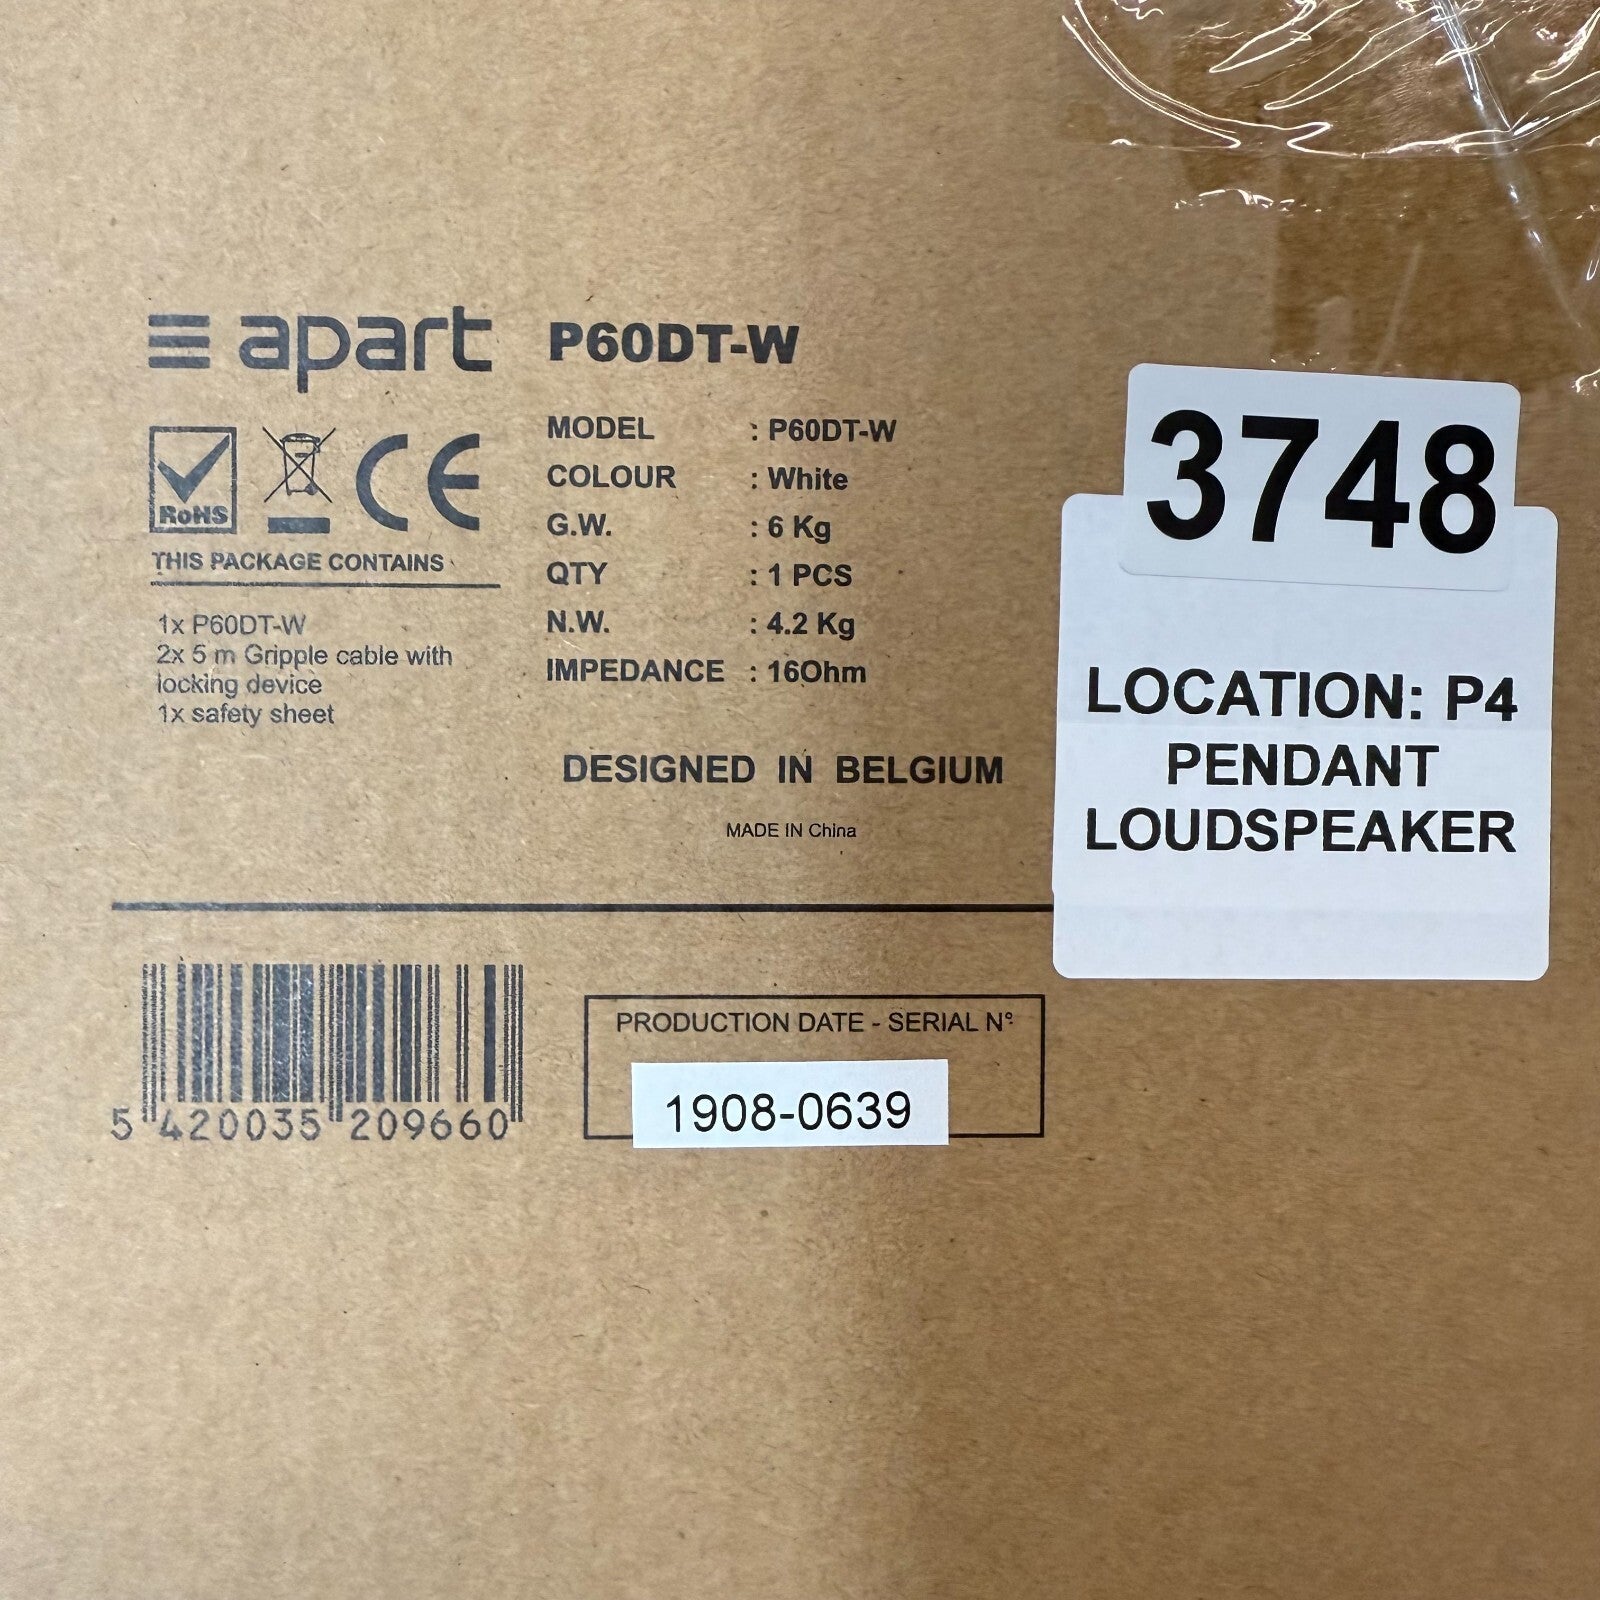 apart P60DT-W
RoHS CE
THIS PACKAGE CONTAINS
1x P60DT-W
2x 5 m Gripple cable with
locking device
1x safety sheet
MODEL : P60DT-W
COLOUR : White
G.W. : 6 Kg
QTY : 1 PCS
N.W. : 4.2 Kg
IMPEDANCE : 16Ohm
DESIGNED IN BELGIUM
MADE IN China
3748
LOCATION: P4
PENDANT
LOUDSPEAKER
5 420035 209660
PRODUCTION DATE - SERIAL Nº
1908-0639